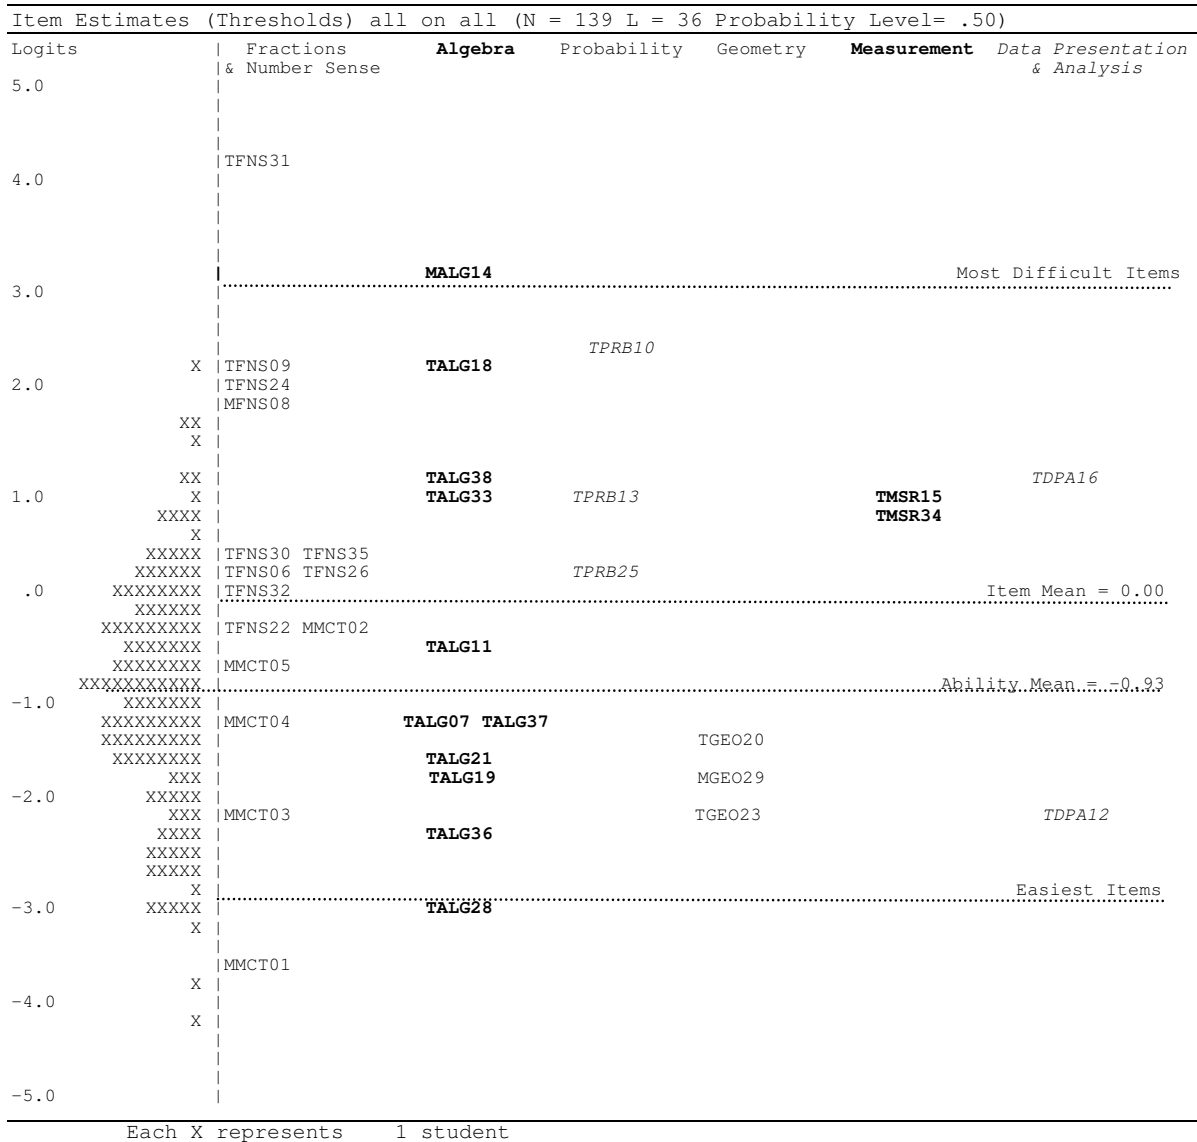 Item Estimates (Thresholds) all on all (N = 139 L = 36 Probability Level= .50)
Logits | Fractions Algebra Probability Geometry Measurement Data Presentation
|& Number Sense & Analysis
5.0 |
|
|
|
|TFNS31
4.0 |
|
|
|
|
| MALG14 Most Difficult Items
3.0 |
|
|
| TPRB10
X |TFNS09 TALG18
2.0 |TFNS24
|MFNS08
XX |
X |
XX | TALG38 TDPA16
1.0 X | TALG33 TPRB13 TMSR15
XXXX | TMSR34
X |
XXXXX |TFNS30 TFNS35
XXXXXX |TFNS06 TFNS26 TPRB25
.0 XXXXXXXX |TFNS32 Item Mean = 0.00
XXXXXX |
XXXXXXXXX |TFNS22 MMCT02
XXXXXXX | TALG11
XXXXXXXX |MMCT05
XXXXXXXXXXX | Ability Mean = -0.93
-1.0 XXXXXXX |
XXXXXXXXX |MMCT04 TALG07 TALG37
XXXXXXXXX | TGEO20
XXXXXXXX | TALG21
XXX | TALG19 MGEO29
-2.0 XXXXX |
XXX |MMCT03 TGEO23 TDPA12
XXXX | TALG36
XXXXX |
XXXXX |
X | Easiest Items
-3.0 XXXXX | TALG28
X |
|
|MMCT01
X |
-4.0 |
X |
|
|
|
-5.0 |
Each X represents 1 student